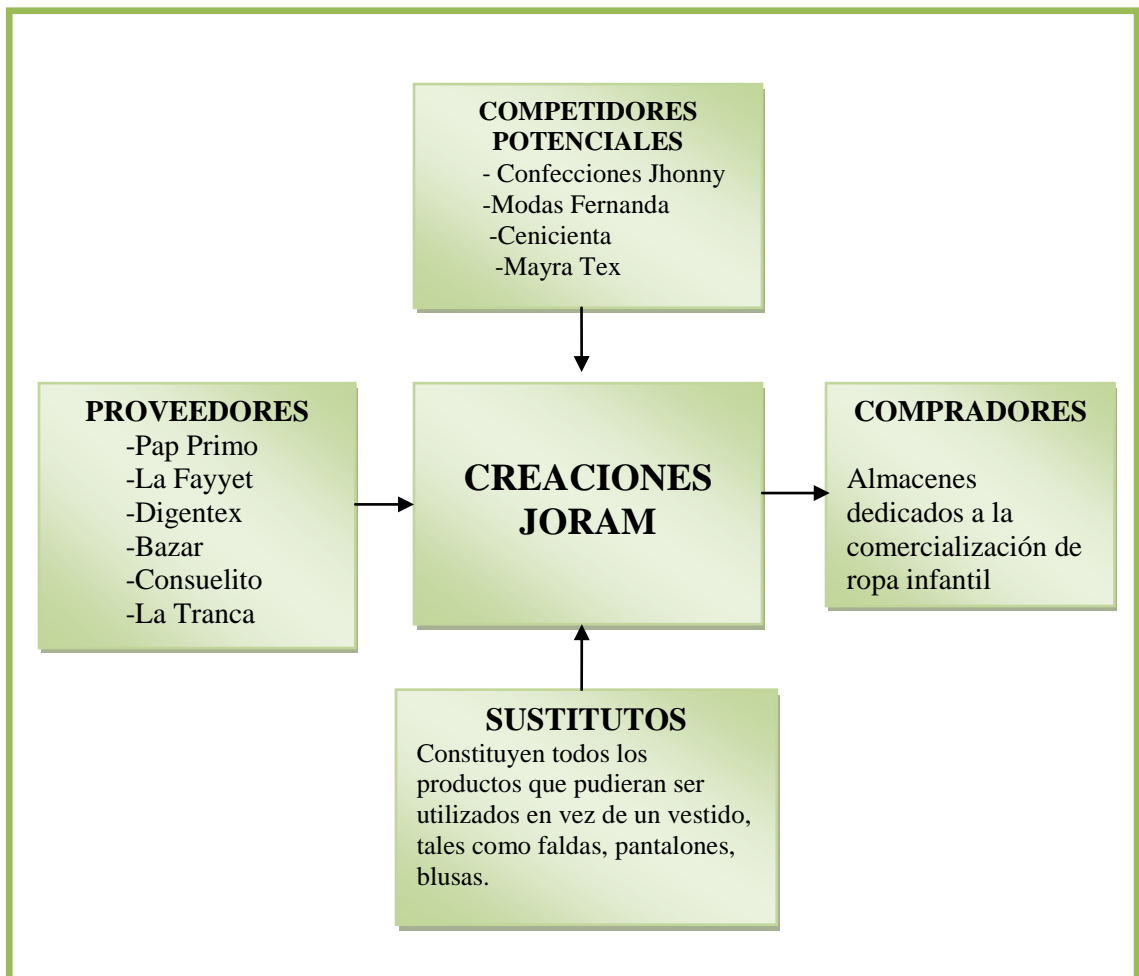 COMPETIDORES
POTENCIALES
- Confecciones Jhonny
-Modas Fernanda
-Cenicienta
-Mayra Tex
PROVEEDORES
-Pap Primo
-La Fayyet
-Digentex
-Bazar
-Consuelito
-La Tranca
CREACIONES
JORAM
COMPRADORES
Almacenes
dedicados a la
comercialización de
ropa infantil
SUSTITUTOS
Constituyen todos los
productos que pudieran ser
utilizados en vez de un vestido,
tales como faldas, pantalones,
blusas.